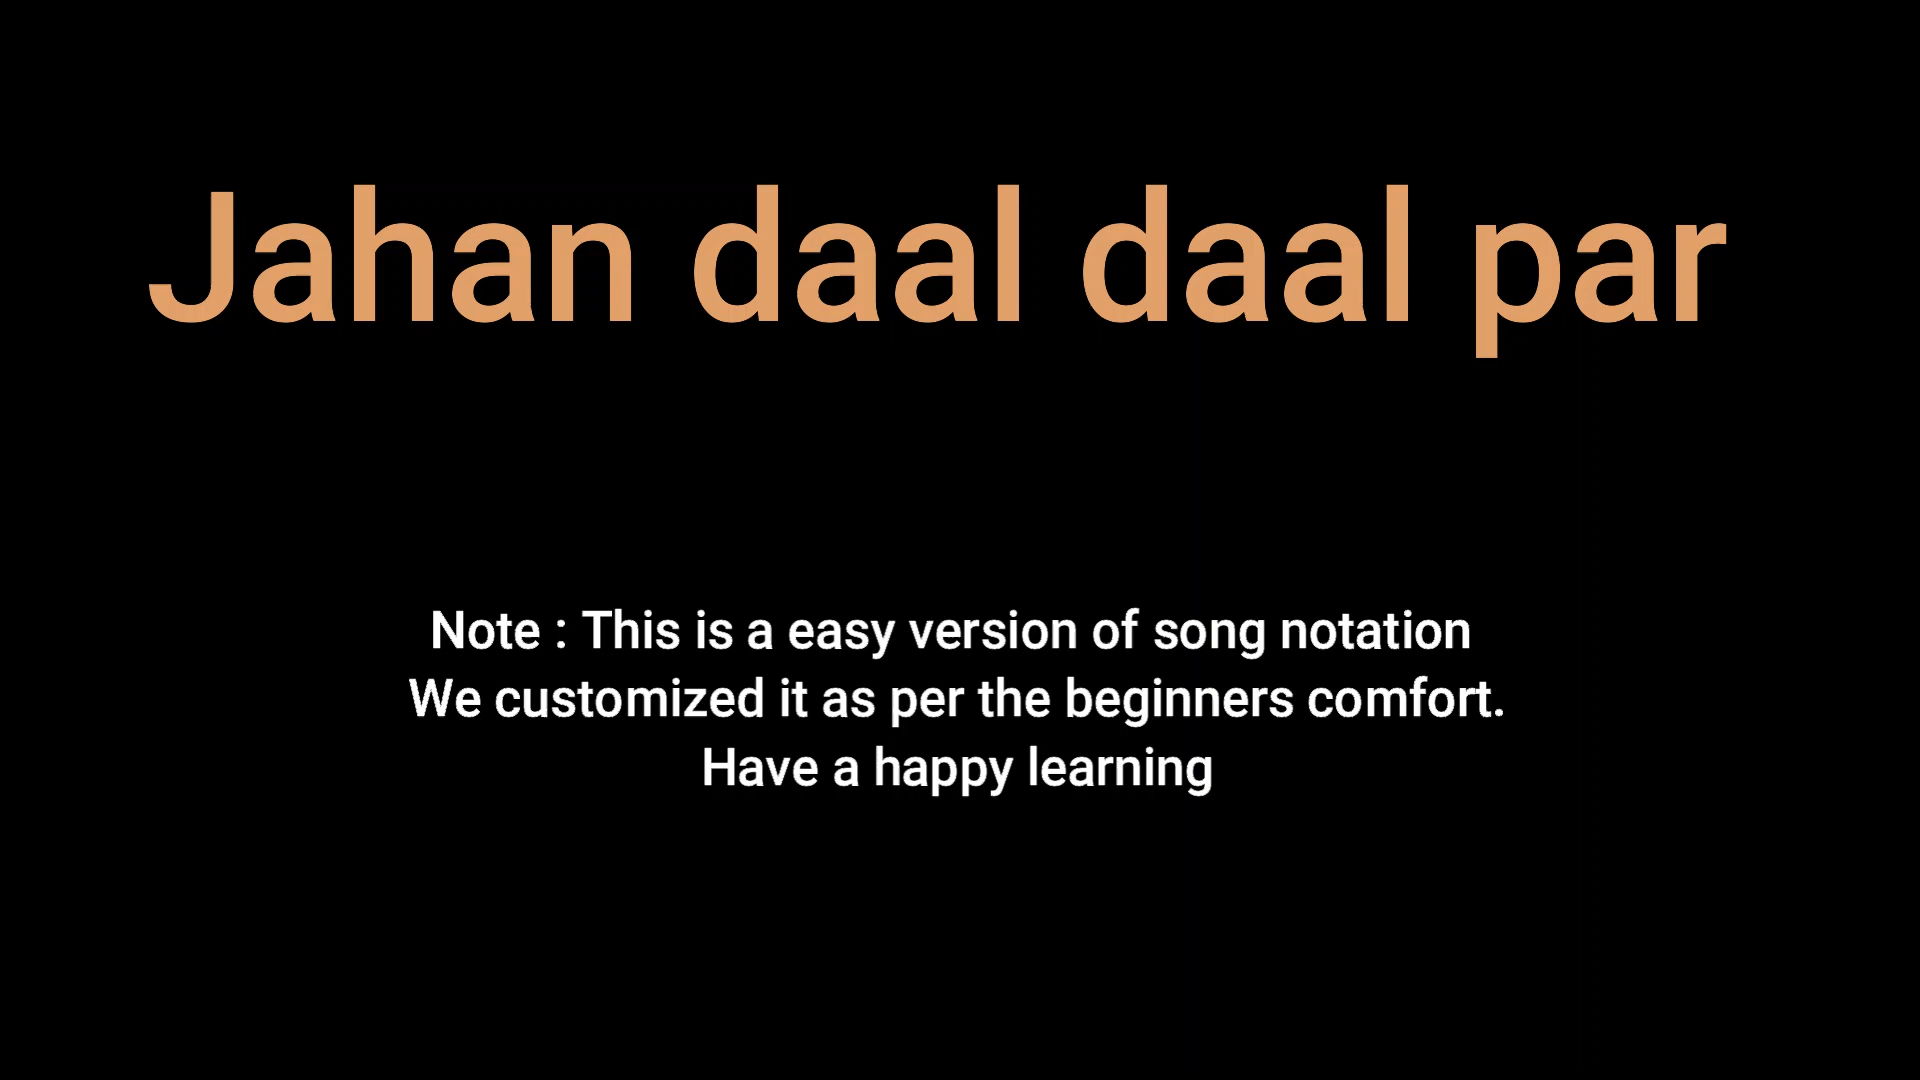 Jahan daal daal par
Note : This is a easy version of song notation
We customized it as per the beginners comfort.
Have a happy learning